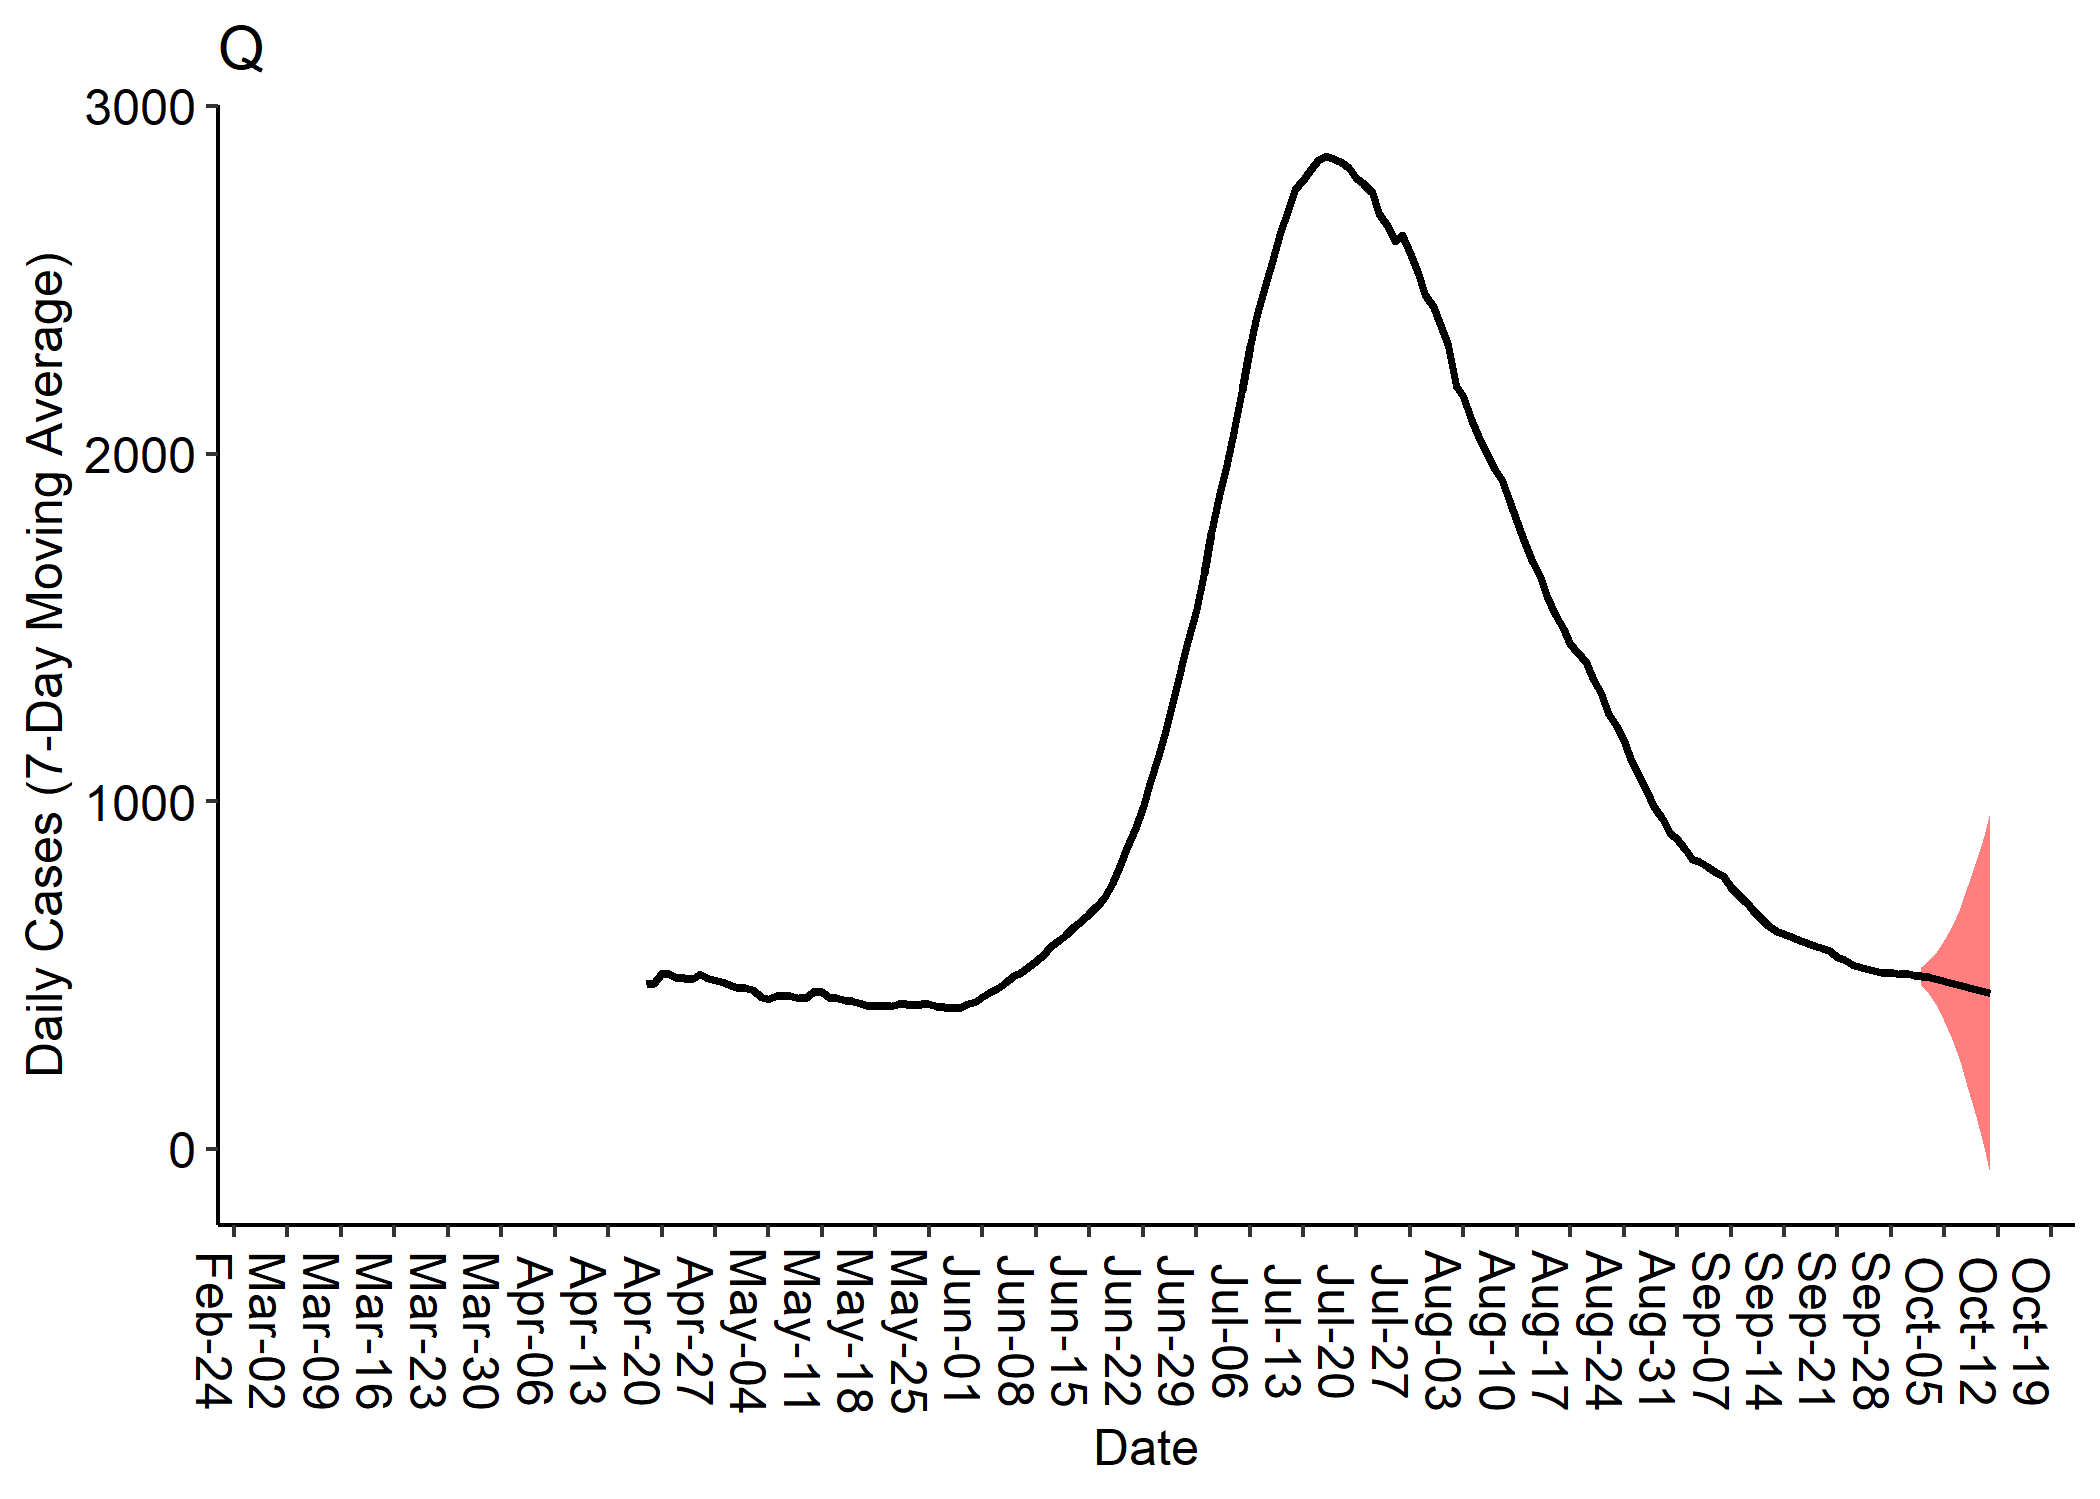 Q
Daily Cases (7-Day Moving Average)
3000
2000
1000
0
Feb-24
Mar-02
Mar-09
Mar-16
Mar-23
Mar-30
Apr-06
Apr-13
Apr-20
Apr-27
May-04
May-11
May-18
May-25
Jun-01
Jun-08
Jun-15
Jun-22
Jun-29
Jul-06
Jul-13
Jul-20
Jul-27
Aug-03
Aug-10
Aug-17
Aug-24
Aug-31
Sep-07
Sep-14
Sep-21
Sep-28
Oct-05
Oct-12
Oct-19
Date